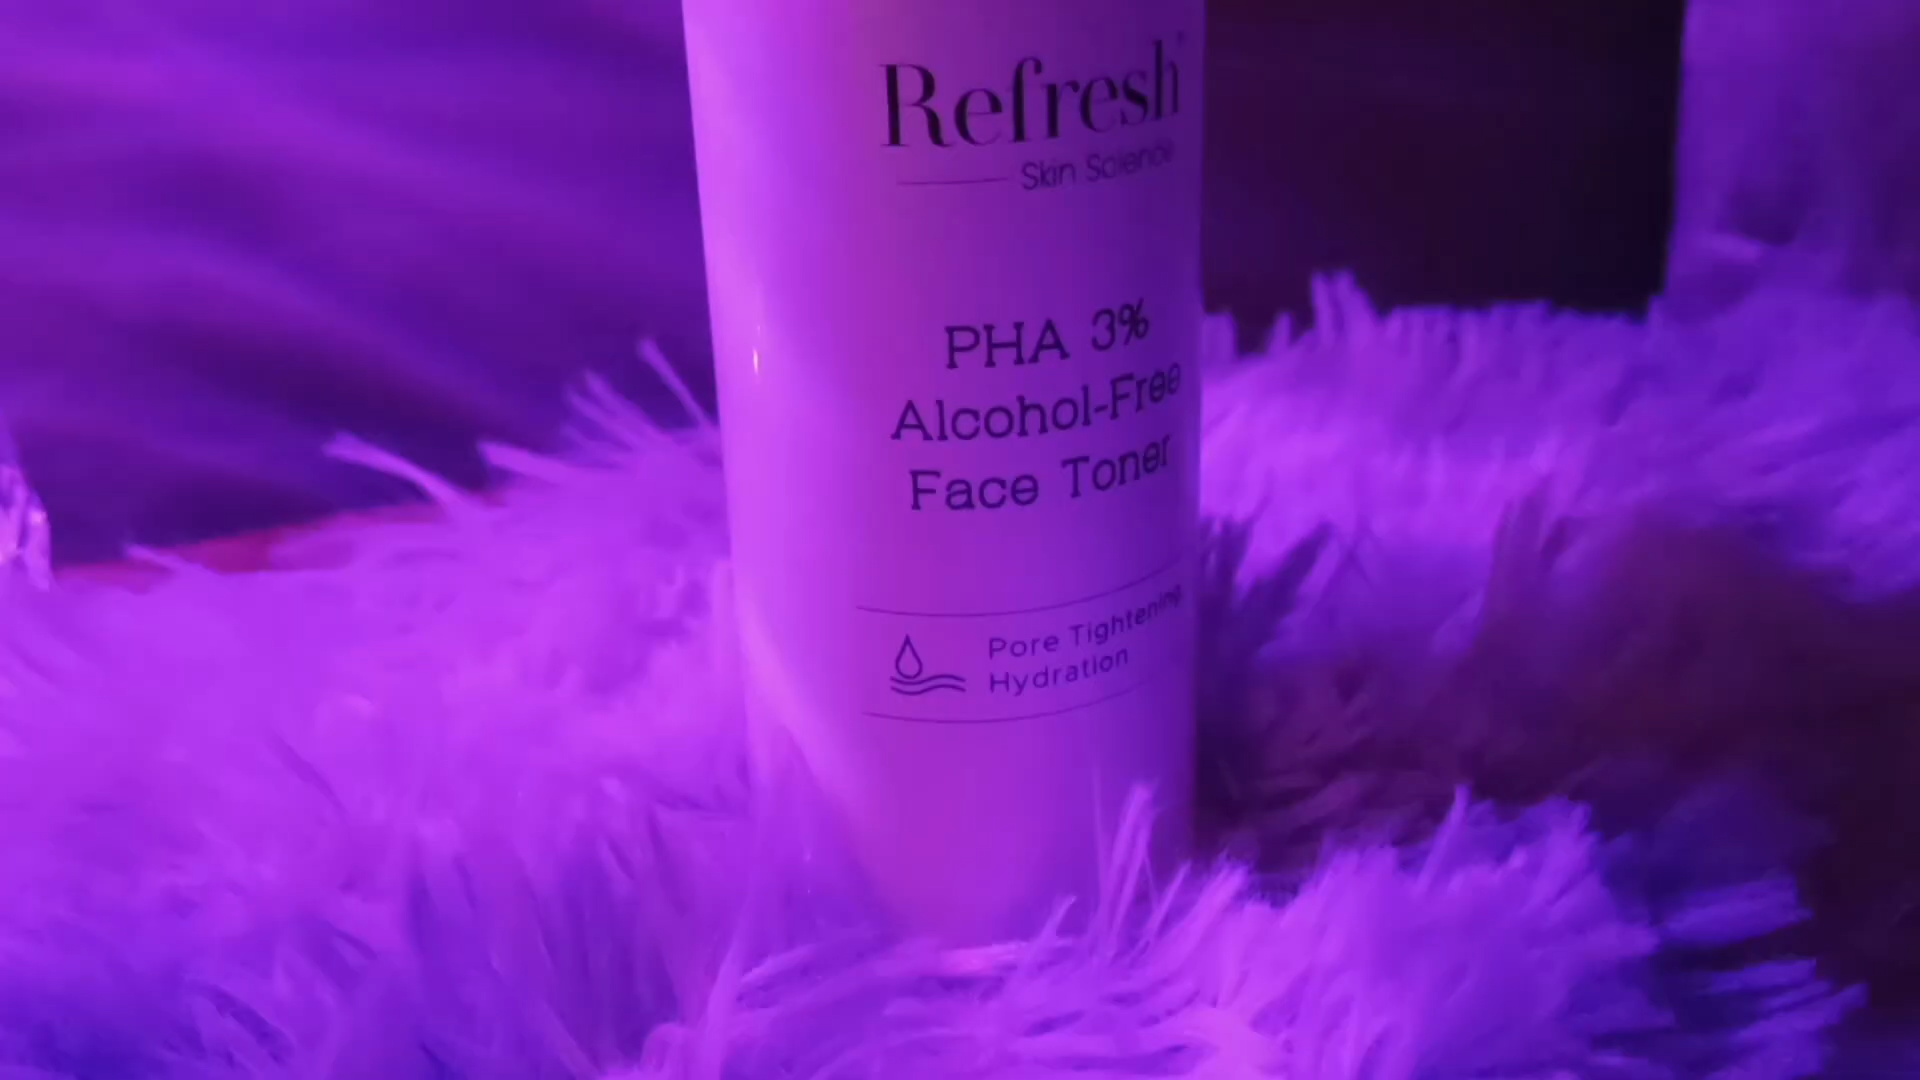 Refresh
Skin Science
PHA 3%
Alcohol-Free
Face Toner
Pore Tightening
Hydration